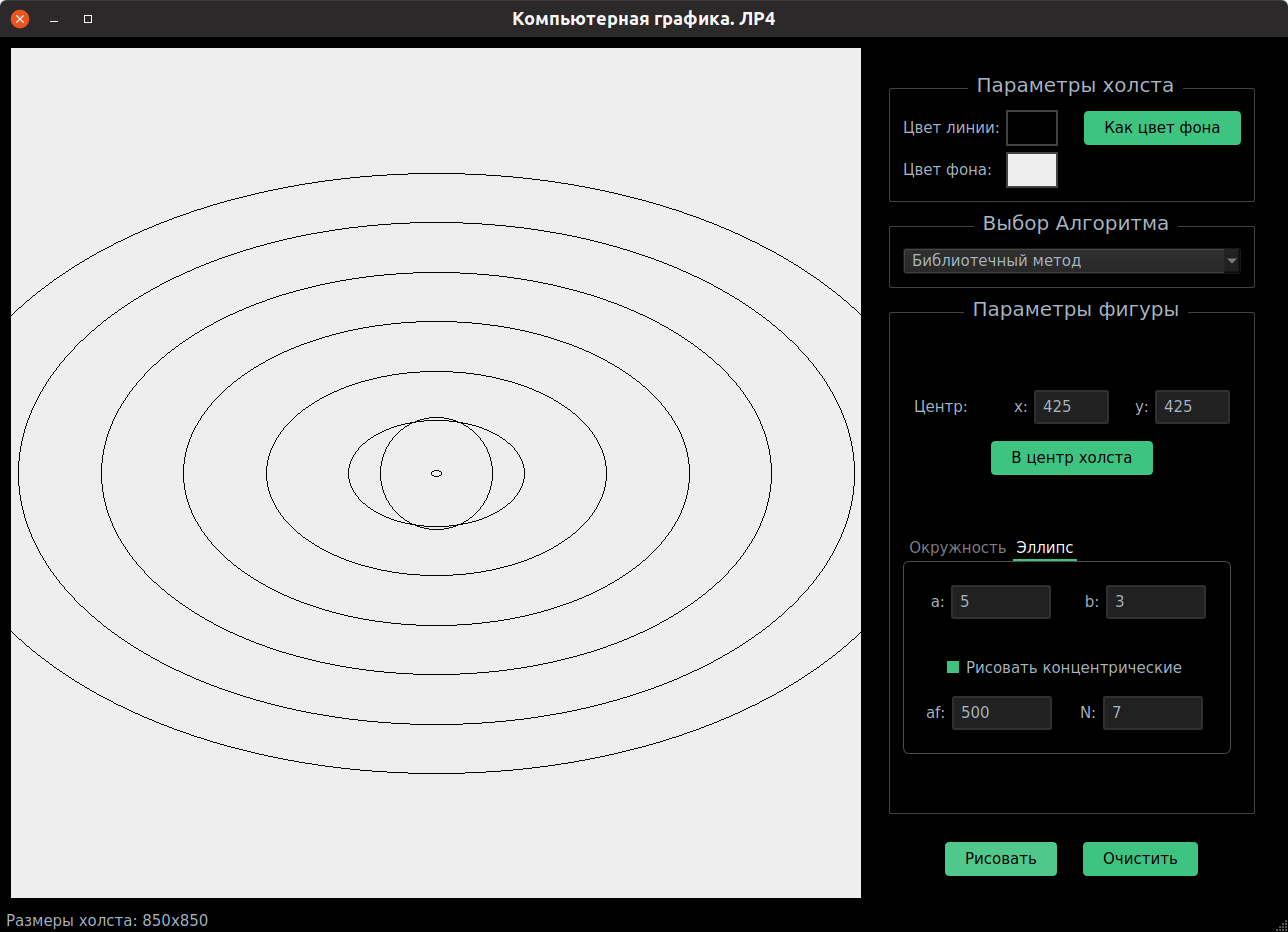 Компьютерная графика. ЛР4
Параметры холста
Цвет линии:
Как цвет фона
Цвет фона:
Выбор Алгоритма
Библиотечный метод
Параметры фигуры
Центр: x: 425 y: 425
В центр холста
Окружность Эллипс
a: 5 b: 3
Рисовать концентрические
af: 500 N: 7
Рисовать Очистить
Размеры холста: 850x850